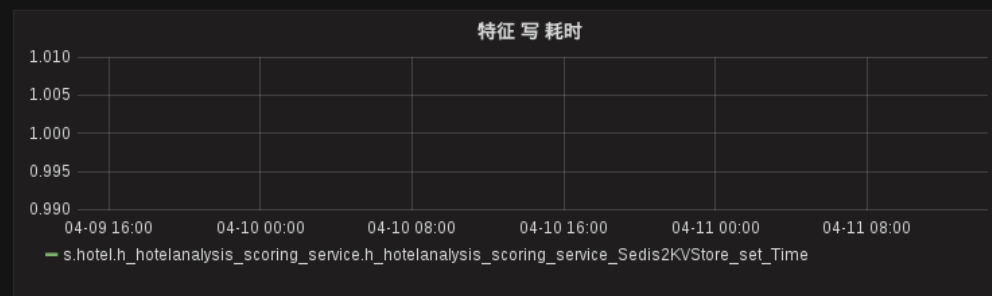 特征 写 耗时
1.010
1.005
1.000
0.995
0.990
04-09 16:00 04-10 00:00 04-10 08:00 04-10 16:00 04-11 00:00 04-11 08:00
s.hotel.h_hotelanalysis_scoring_service.h_hotelanalysis_scoring_service_Sedis2KVStore_set_Time